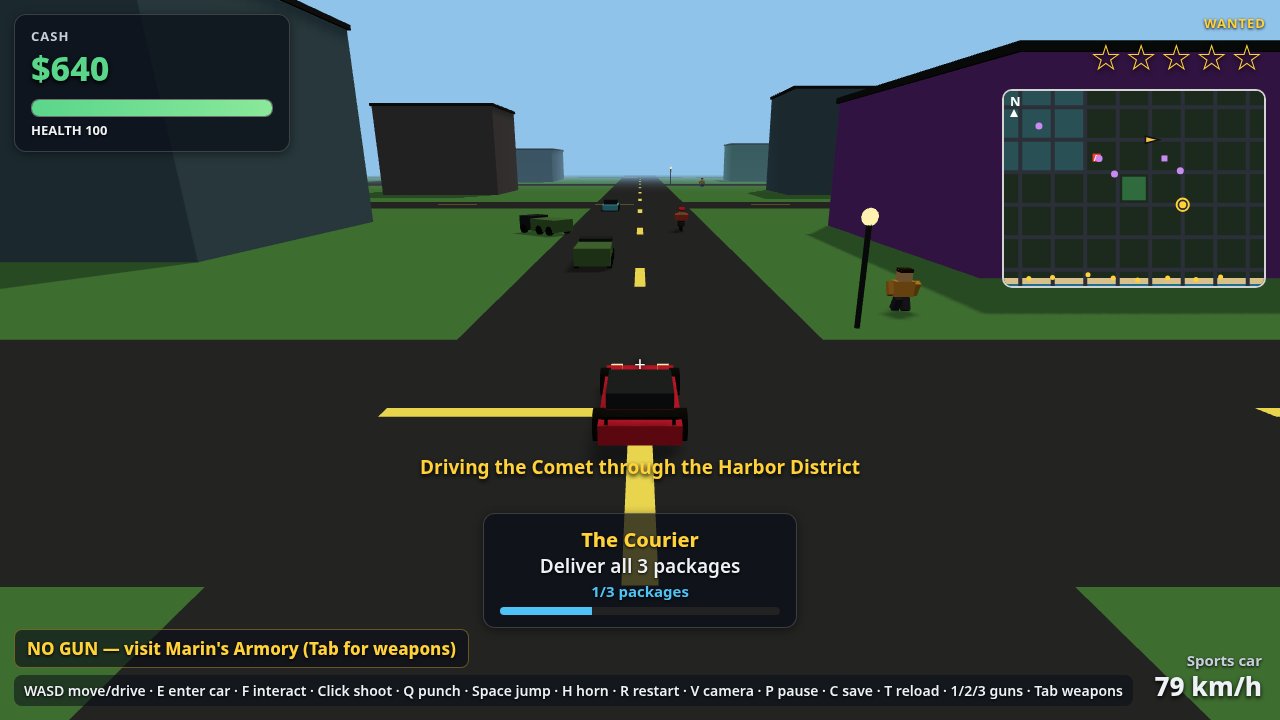 CASH
$640
HEALTH 100
WANTED
N
Driving the Comet through the Harbor District
The Courier
Deliver all 3 packages
1/3 packages
NO GUN — visit Marin's Armory (Tab for weapons)
WASD move/drive · E enter car · F interact · Click shoot · Q punch · Space jump · H horn · R restart · V camera · P pause · C save · T reload · 1/2/3 guns · Tab weapons
Sports car
79 km/h